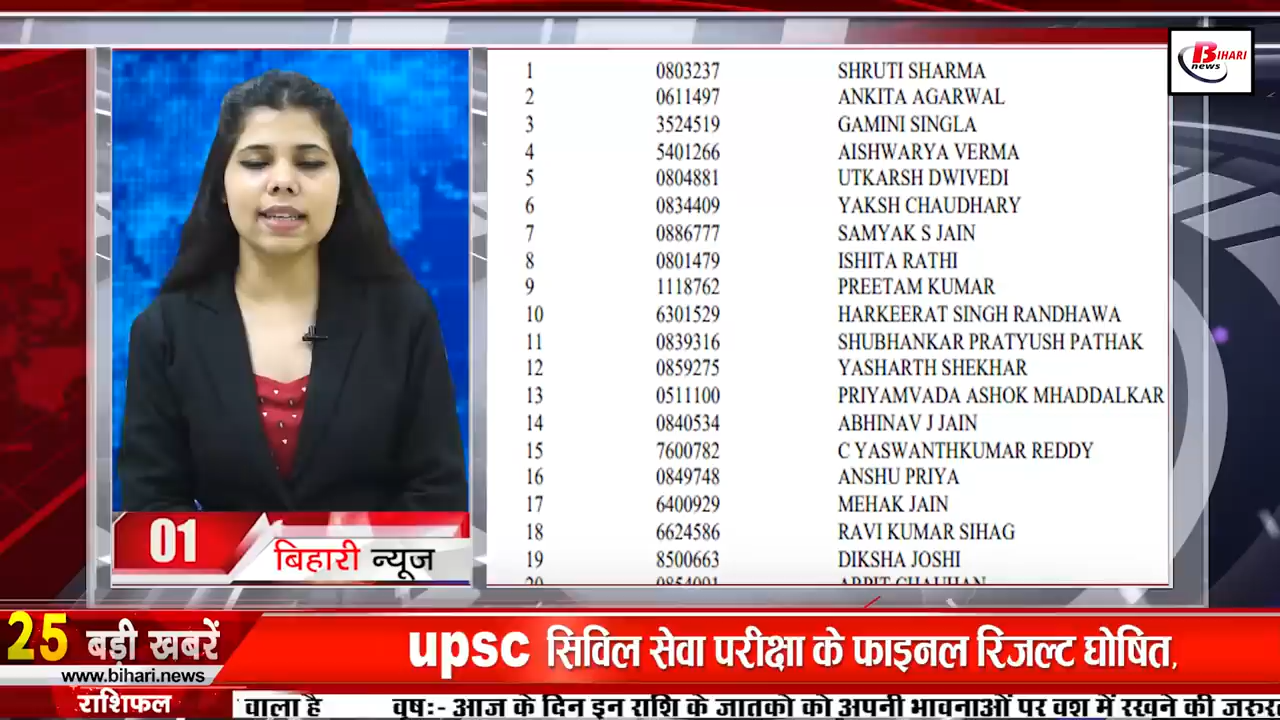 BIHARI
news
1 0803237 SHRUTI SHARMA
2 0611497 ANKITA AGARWAL
3 3524519 GAMINI SINGLA
4 5401266 AISHWARYA VERMA
5 0804881 UTKARSH DWIVEDI
6 0834409 YAKSH CHAUDHARY
7 0886777 SAMYAK S JAIN
8 0801479 ISHITA RATHI
9 1118762 PREETAM KUMAR
10 6301529 HARKEERAT SINGH RANDHAWA
11 0839316 SHUBHANKAR PRATYUSH PATHAK
12 0859275 YASHARTH SHEKHAR
13 0511100 PRIYAMVADA ASHOK MHADDALKAR
14 0840534 ABHINAV J JAIN
15 7600782 C YASWANTHKUMAR REDDY
16 0849748 ANSHU PRIYA
17 6400929 MEHAK JAIN
18 6624586 RAVI KUMAR SIHAG
19 8500663 DIKSHA JOSHI
20 0854091 ARPIT CHAUHAN
01
बिहारी न्यूज
25 बड़ी खबरें
www.bihari.news
upsc सिविल सेवा परीक्षा के फाइनल रिजल्ट घोषित,
राशिफल
वाला है वृषः- आज के दिन इन राशि के जातको को अपनी भावनाओं पर वश में रखने की जरुर